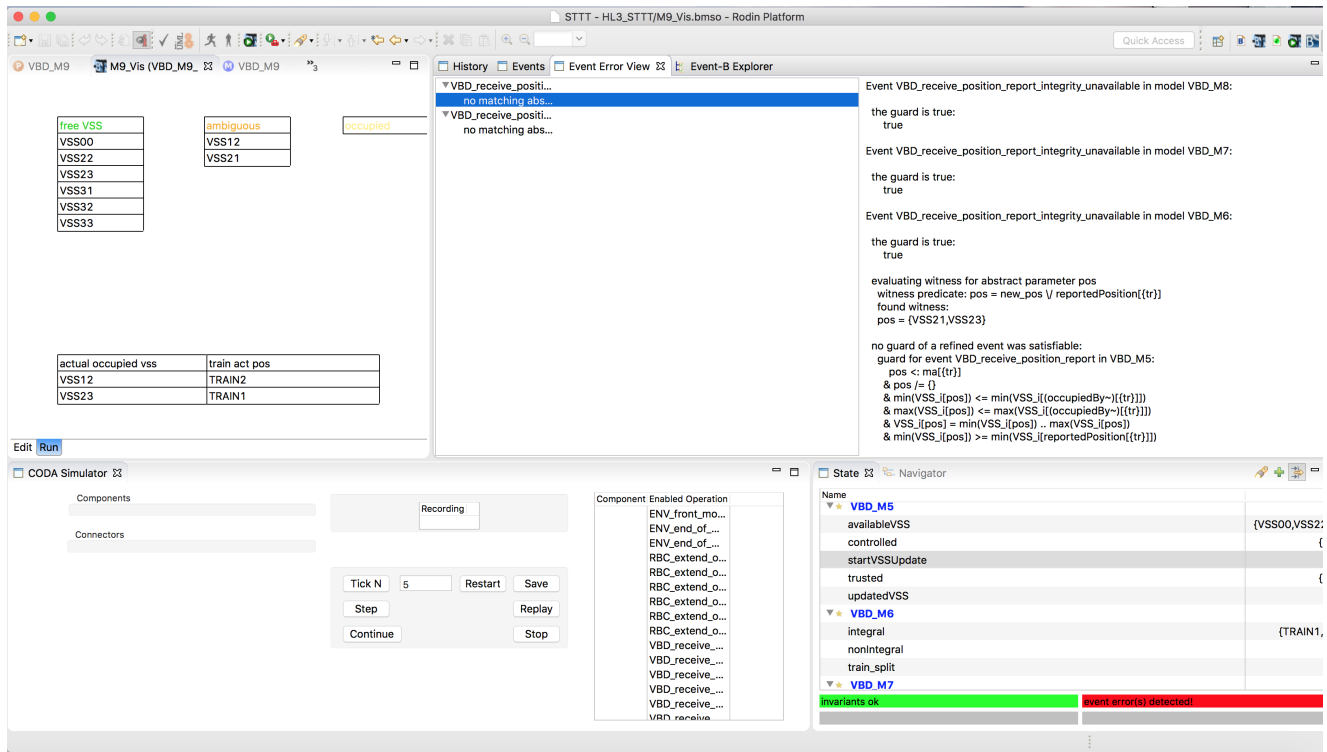 STTT - HL3_STTT/M9_Vis.bmso - Rodin Platform
Quick Access
VBD_M9
M9_Vis (VBD_M9_
VBD_M9
»3
History
Events
Event Error View
Event-B Explorer
free VSS
VSS00
VSS22
VSS23
VSS31
VSS32
VSS33
ambiguous
VSS12
VSS21
occupied
actual occupied vss train act pos
VSS12 TRAIN2
VSS23 TRAIN1
Edit Run
VBD_receive_positi...
no matching abs...
VBD_receive_positi...
no matching abs...
Event VBD_receive_position_report_integrity_unavailable in model VBD_M8:
the guard is true:
true
Event VBD_receive_position_report_integrity_unavailable in model VBD_M7:
the guard is true:
true
Event VBD_receive_position_report_integrity_unavailable in model VBD_M6:
the guard is true:
true
evaluating witness for abstract parameter pos
witness predicate: pos = new_pos \/ reportedPosition[{tr}]
found witness:
pos = {VSS21,VSS23}
no guard of a refined event was satisfiable:
guard for event VBD_receive_position_report in VBD_M5:
pos <: ma[{tr}]
& pos /= {}
& min(VSS_i[pos]) <= min(VSS_i[(occupiedBy~)[{tr}]])
& max(VSS_i[pos]) <= max(VSS_i[(occupiedBy~)[{tr}]])
& VSS_i[pos] = min(VSS_i[pos]) .. max(VSS_i[pos])
& min(VSS_i[pos]) >= min(VSS_i[reportedPosition[{tr}]])
CODA Simulator
Components
Connectors
Recording
Tick N 5 Restart Save
Step Replay
Continue Stop
Component Enabled Operation
ENV_front_mo...
ENV_end_of_...
ENV_end_of_...
RBC_extend_o...
RBC_extend_o...
RBC_extend_o...
RBC_extend_o...
RBC_extend_o...
RBC_extend_o...
VBD_receive_...
VBD_receive_...
VBD_receive_...
VBD_receive_...
VBD_receive_...
VBD_receive
State
Navigator
Name
VBD_M5
availableVSS {VSS00,VSS22
controlled {
startVSSUpdate
trusted {
updatedVSS
VBD_M6
integral {TRAIN1,
nonIntegral
train_split
VBD_M7
invariants ok
event error(s) detected!